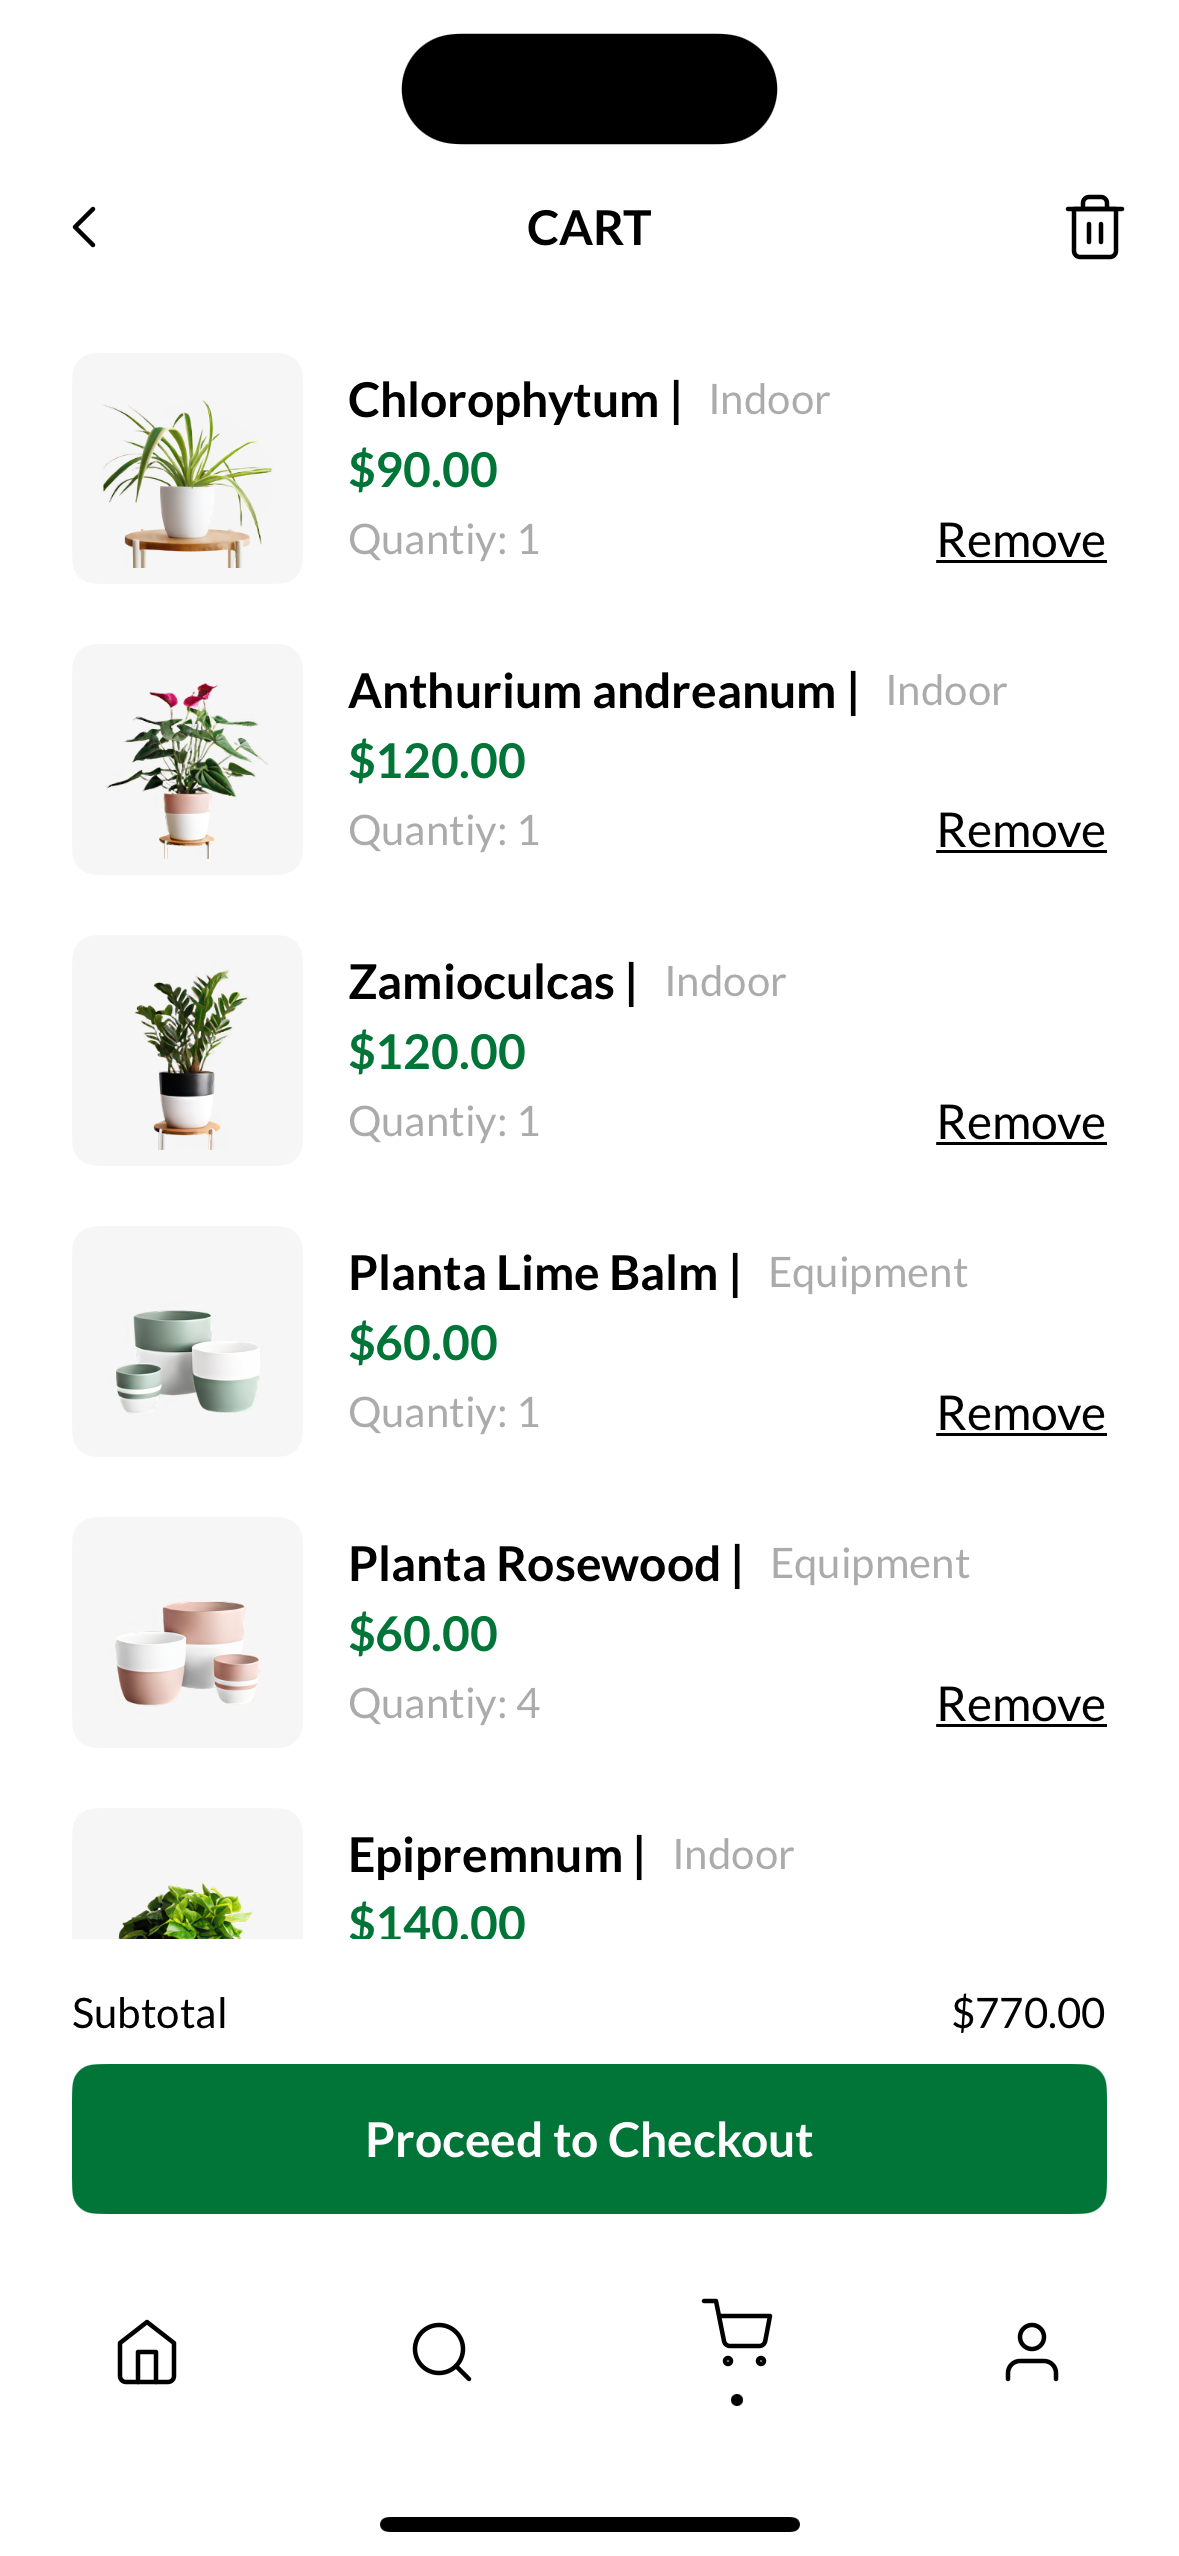 CART
Chlorophytum | Indoor
$90.00
Quantiy: 1
Remove
Anthurium andreanum | Indoor
$120.00
Quantiy: 1
Remove
Zamioculcas | Indoor
$120.00
Quantiy: 1
Remove
Planta Lime Balm | Equipment
$60.00
Quantiy: 1
Remove
Planta Rosewood | Equipment
$60.00
Quantiy: 4
Remove
Epipremnum | Indoor
$140.00
Subtotal $770.00
Proceed to Checkout